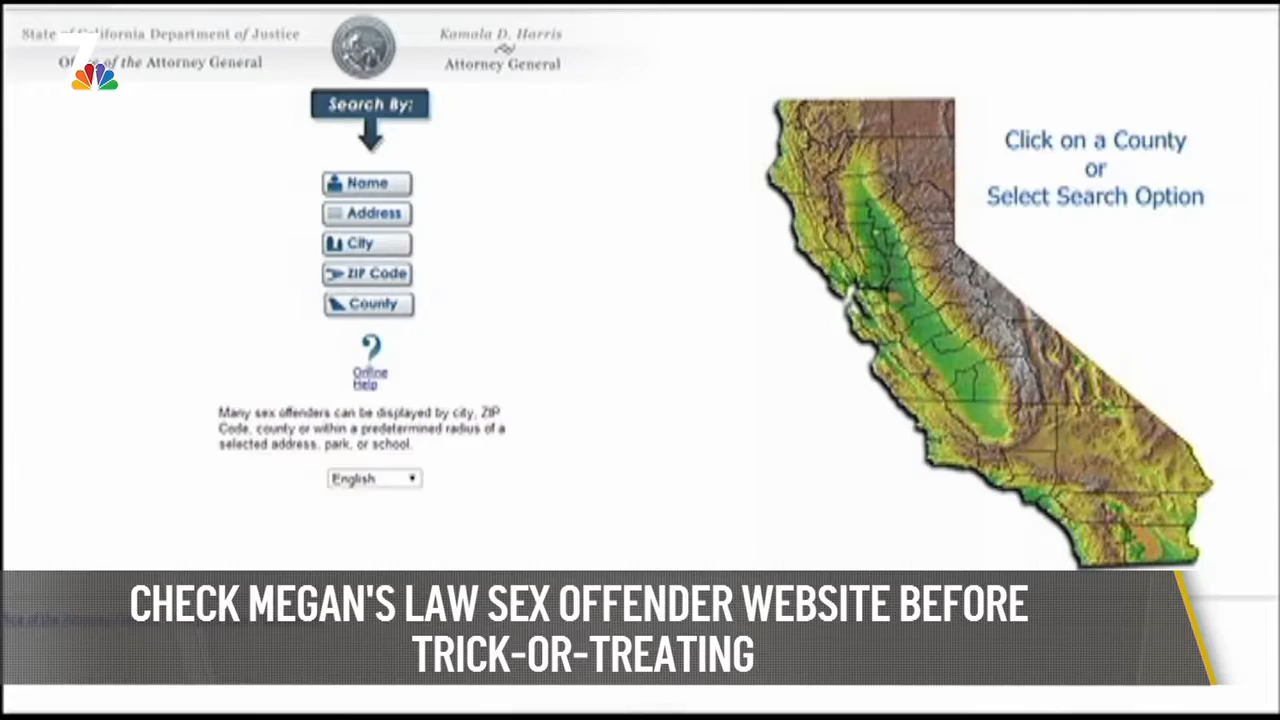 State of California Department of Justice
Office of the Attorney General
Kamala D. Harris
Attorney General
7
Search By:
Name
Address
City
ZIP Code
County
?
Online
Help
Many sex offenders can be displayed by city, ZIP
Code, county or within a predetermined radius of a
selected address, park, or school.
English
Click on a County
or
Select Search Option
CHECK MEGAN'S LAW SEX OFFENDER WEBSITE BEFORE
TRICK-OR-TREATING